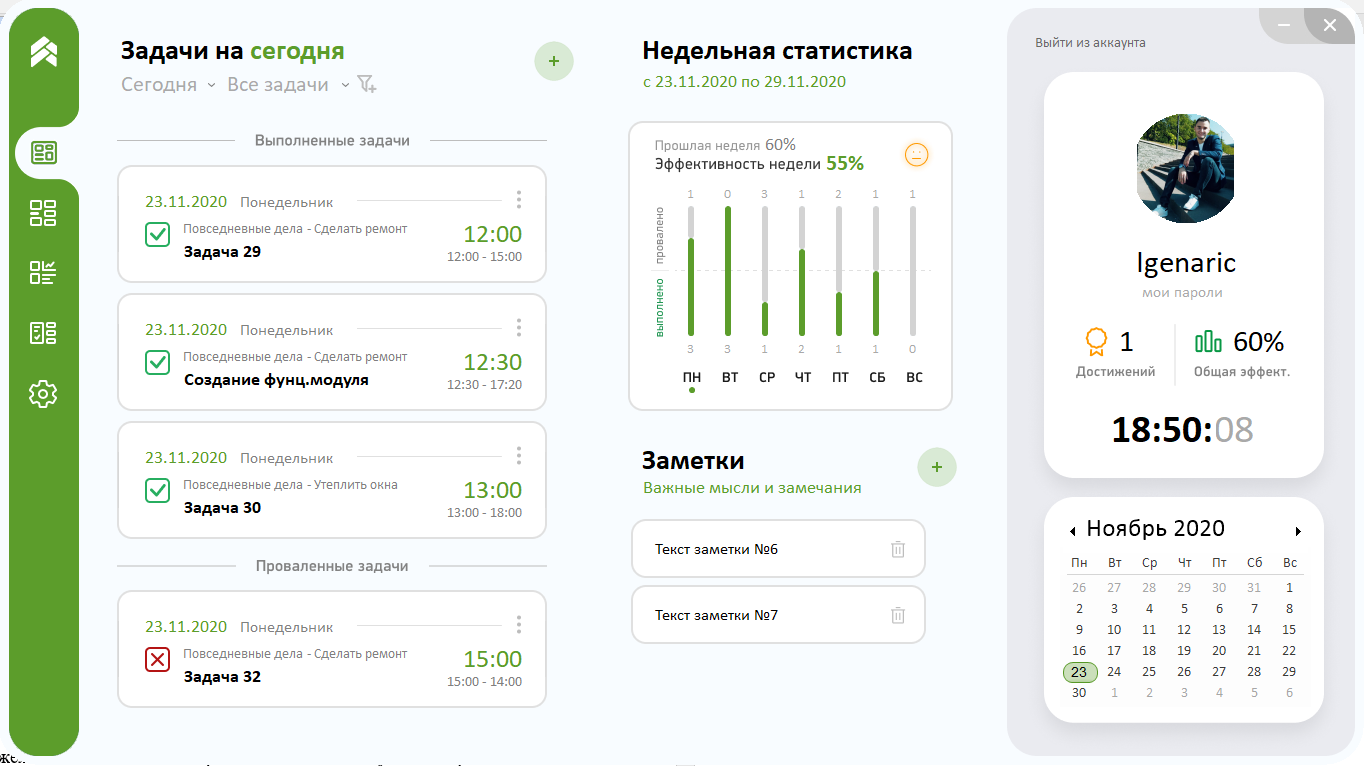 Задачи на сегодня
Сегодня Все задачи
Выполненные задачи
23.11.2020 Понедельник
Повседневные дела - Сделать ремонт
Задача 29
12:00
12:00 - 15:00
23.11.2020 Понедельник
Повседневные дела - Сделать ремонт
Создание фунц.модуля
12:30
12:30 - 17:20
23.11.2020 Понедельник
Повседневные дела - Утеплить окна
Задача 30
13:00
13:00 - 18:00
Проваленные задачи
23.11.2020 Понедельник
Повседневные дела - Сделать ремонт
Задача 32
15:00
15:00 - 14:00
Недельная статистика
с 23.11.2020 по 29.11.2020
Прошлая неделя 60%
Эффективность недели 55%
1 0 3 1 2 1 1
провалено
выполнено
3 3 1 2 1 1 0
ПН ВТ СР ЧТ ПТ СБ ВС
Заметки
Важные мысли и замечания
Текст заметки №6
Текст заметки №7
Выйти из аккаунта
Igenaric
мои пароли
1
Достижений
60%
Общая эффект.
18:50:08
Ноябрь 2020
Пн Вт Ср Чт Пт Сб Вс
26 27 28 29 30 31 1
2 3 4 5 6 7 8
9 10 11 12 13 14 15
16 17 18 19 20 21 22
23 24 25 26 27 28 29
30 1 2 3 4 5 6